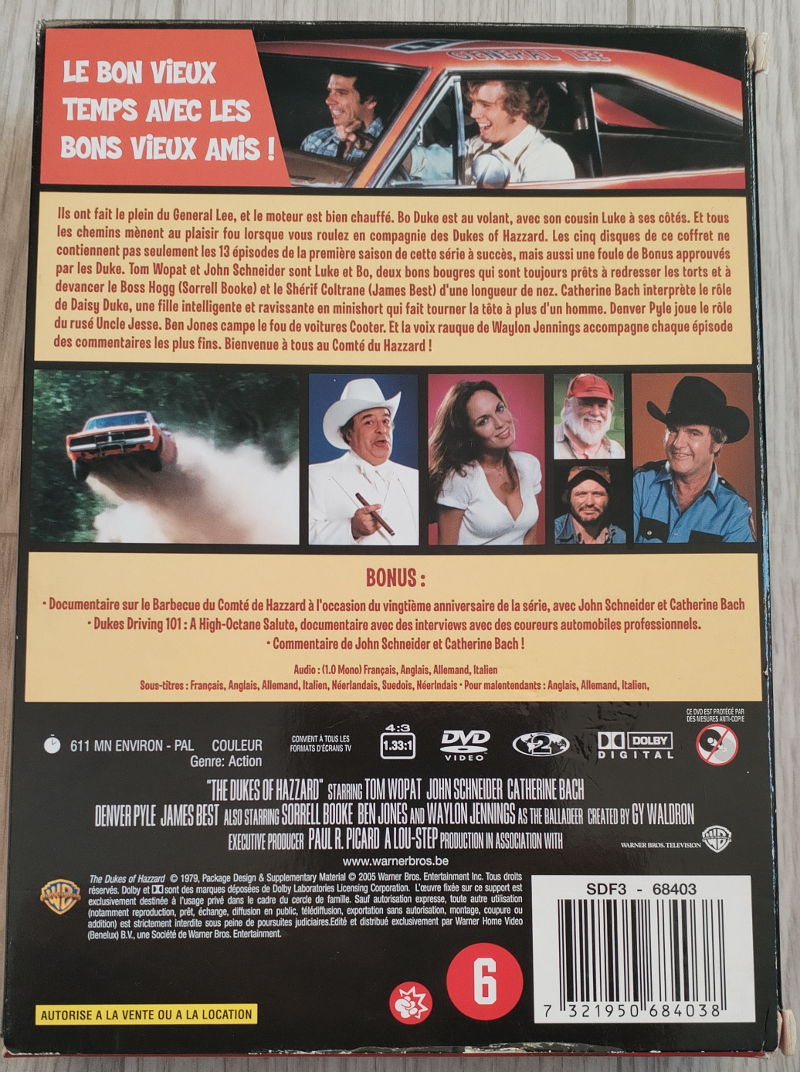 LE BON VIEUX
TEMPS AVEC LES
BONS VIEUX AMIS !
GENERAL LEE
Ils ont fait le plein du General Lee, et le moteur est bien chauffé. Bo Duke est au volant, avec son cousin Luke à ses côtés. Et tous
les chemins mènent au plaisir fou lorsque vous roulez en compagnie des Dukes of Hazzard. Les cinq disques de ce coffret ne
contiennent pas seulement les 13 épisodes de la première saison de cette série à succès, mais aussi une foule de Bonus approuvés
par les Duke. Tom Wopat et John Schneider sont Luke et Bo, deux bons bougres qui sont toujours prêts à redresser les torts et à
devancer le Boss Hogg (Sorrell Booke) et le Shérif Coltrane (James Best) d'une longueur de nez. Catherine Bach interprète le rôle
de Daisy Duke, une fille intelligente et ravissante en minishort qui fait tourner la tête à plus d'un homme. Denver Pyle joue le rôle
du rusé Uncle Jesse. Ben Jones campe le fou de voitures Cooter. Et la voix rauque de Waylon Jennings accompagne chaque épisode
des commentaires les plus fins. Bienvenue à tous au Comté du Hazzard !
BONUS :
• Documentaire sur le Barbecue du Comté de Hazzard à l'occasion du vingtième anniversaire de la série, avec John Schneider et Catherine Bach
• Dukes Driving 101 : A High-Octane Salute, documentaire avec des interviews avec des coureurs automobiles professionnels.
• Commentaire de John Schneider et Catherine Bach !
Audio : (1.0 Mono) Français, Anglais, Allemand, Italien
Sous-titres : Français, Anglais, Allemand, Italien, Néerlandais, Suedois, Néerlndais • Pour malentendants : Anglais, Allemand, Italien,
CE DVD EST PROTÉGÉ PAR
DES MESURES ANTI-COPIE
611 MN ENVIRON - PAL COULEUR
Genre: Action
CONVIENT À TOUS LES
FORMATS D'ÉCRANS TV
4:3
1.33:1
DVD
VIDEO
2
DOLBY
DIGITAL
"THE DUKES OF HAZZARD" STARRING TOM WOPAT JOHN SCHNEIDER CATHERINE BACH
DENVER PYLE JAMES BEST ALSO STARRING SORRELL BOOKE BEN JONES AND WAYLON JENNINGS AS THE BALLADEER CREATED BY GY WALDRON
EXECUTIVE PRODUCER PAUL R. PICARD A LOU-STEP PRODUCTION IN ASSOCIATION WITH
WARNER BROS. TELEVISION
www.warnerbros.be
The Dukes of Hazzard © 1979, Package Design & Supplementary Material © 2005 Warner Bros. Entertainment Inc. Tous droits
réservés. Dolby et DD sont des marques déposées de Dolby Laboratories Licensing Corporation. L'œuvre fixée sur ce support est
exclusivement destinée à l'usage privé dans le cadre du cercle de famille. Sauf autorisation expresse, toute autre utilisation
(notamment reproduction, prêt, échange, diffusion en public, télédiffusion, exportation sans autorisation, montage, coupure ou
addition) est strictement interdite sous peine de poursuites judiciaires.Edité et distribué exclusivement par Warner Home Video
(Benelux) B.V., une Société de Warner Bros. Entertainment.
SDF3 - 68403
7 321950 684038
6
AUTORISE A LA VENTE OU A LA LOCATION